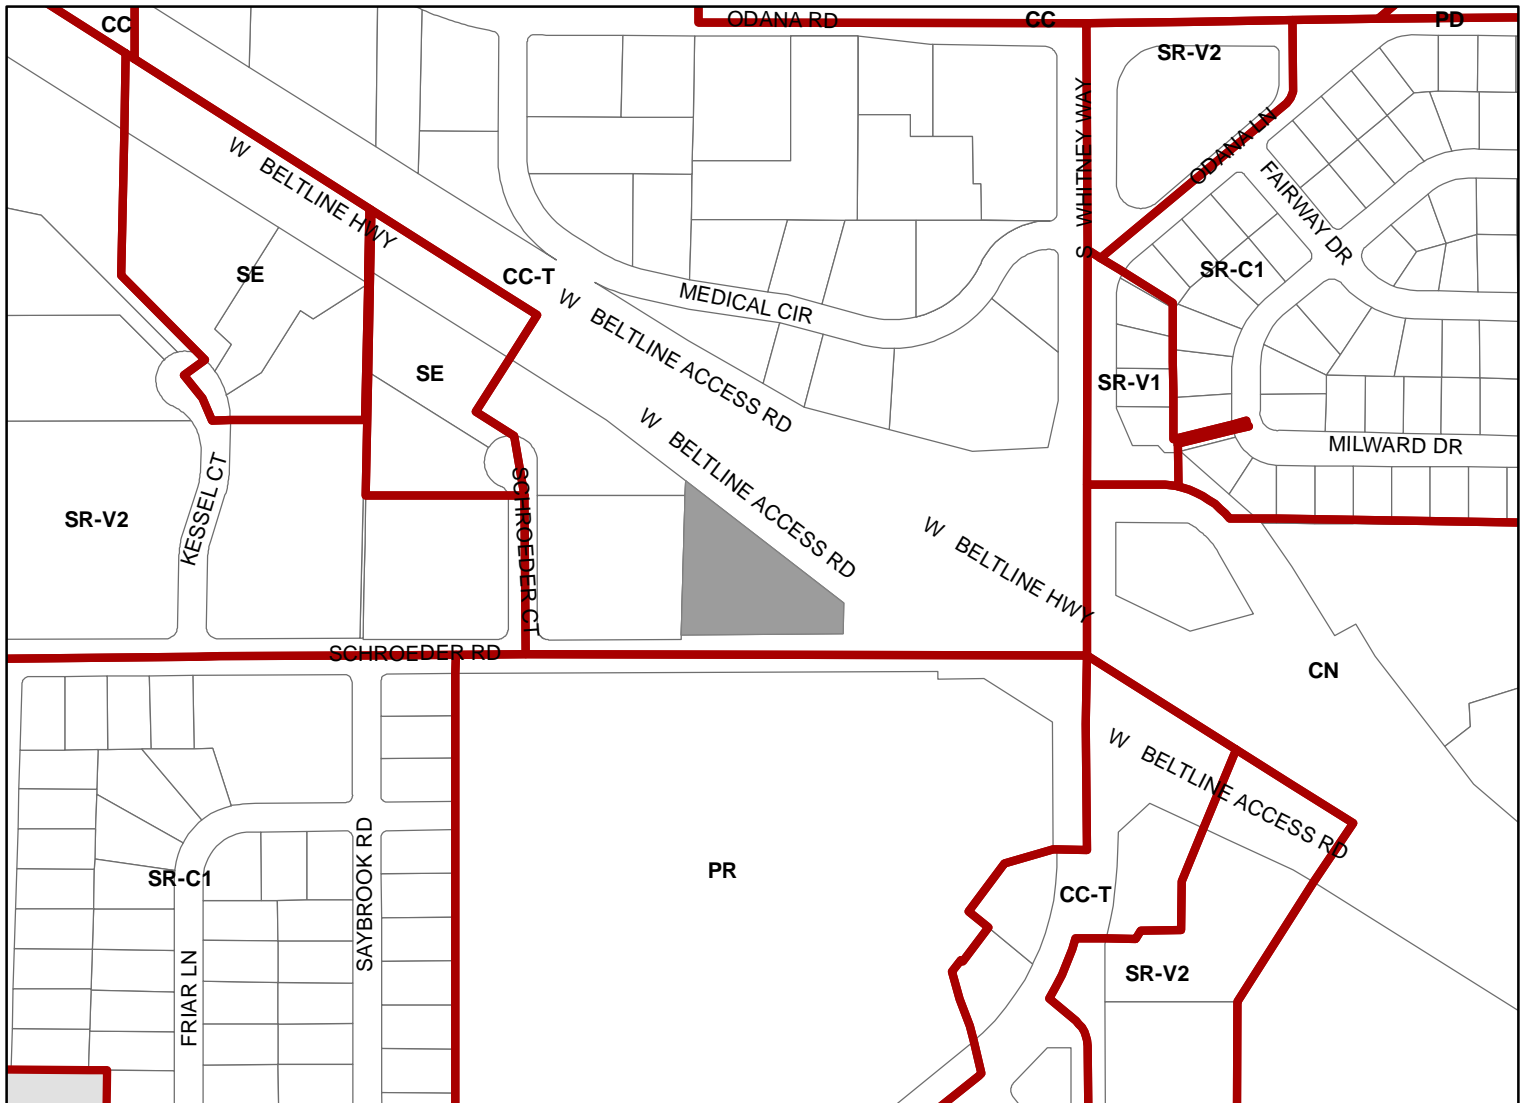 CC
ODANA RD
CC
PD
SR-V2
S WHITNEY WAY
ODANA LN
W BELTLINE HWY
FAIRWAY DR
SE
CC-T
SR-C1
W BELTLINE ACCESS RD
MEDICAL CIR
SE
SR-V1
W BELTLINE ACCESS RD
MILWARD DR
KESSEL CT
SR-V2
SCHROEDER CT
W BELTLINE HWY
SCHROEDER RD
CN
W BELTLINE ACCESS RD
SAYBROOK RD
SR-C1
PR
CC-T
FRIAR LN
SR-V2